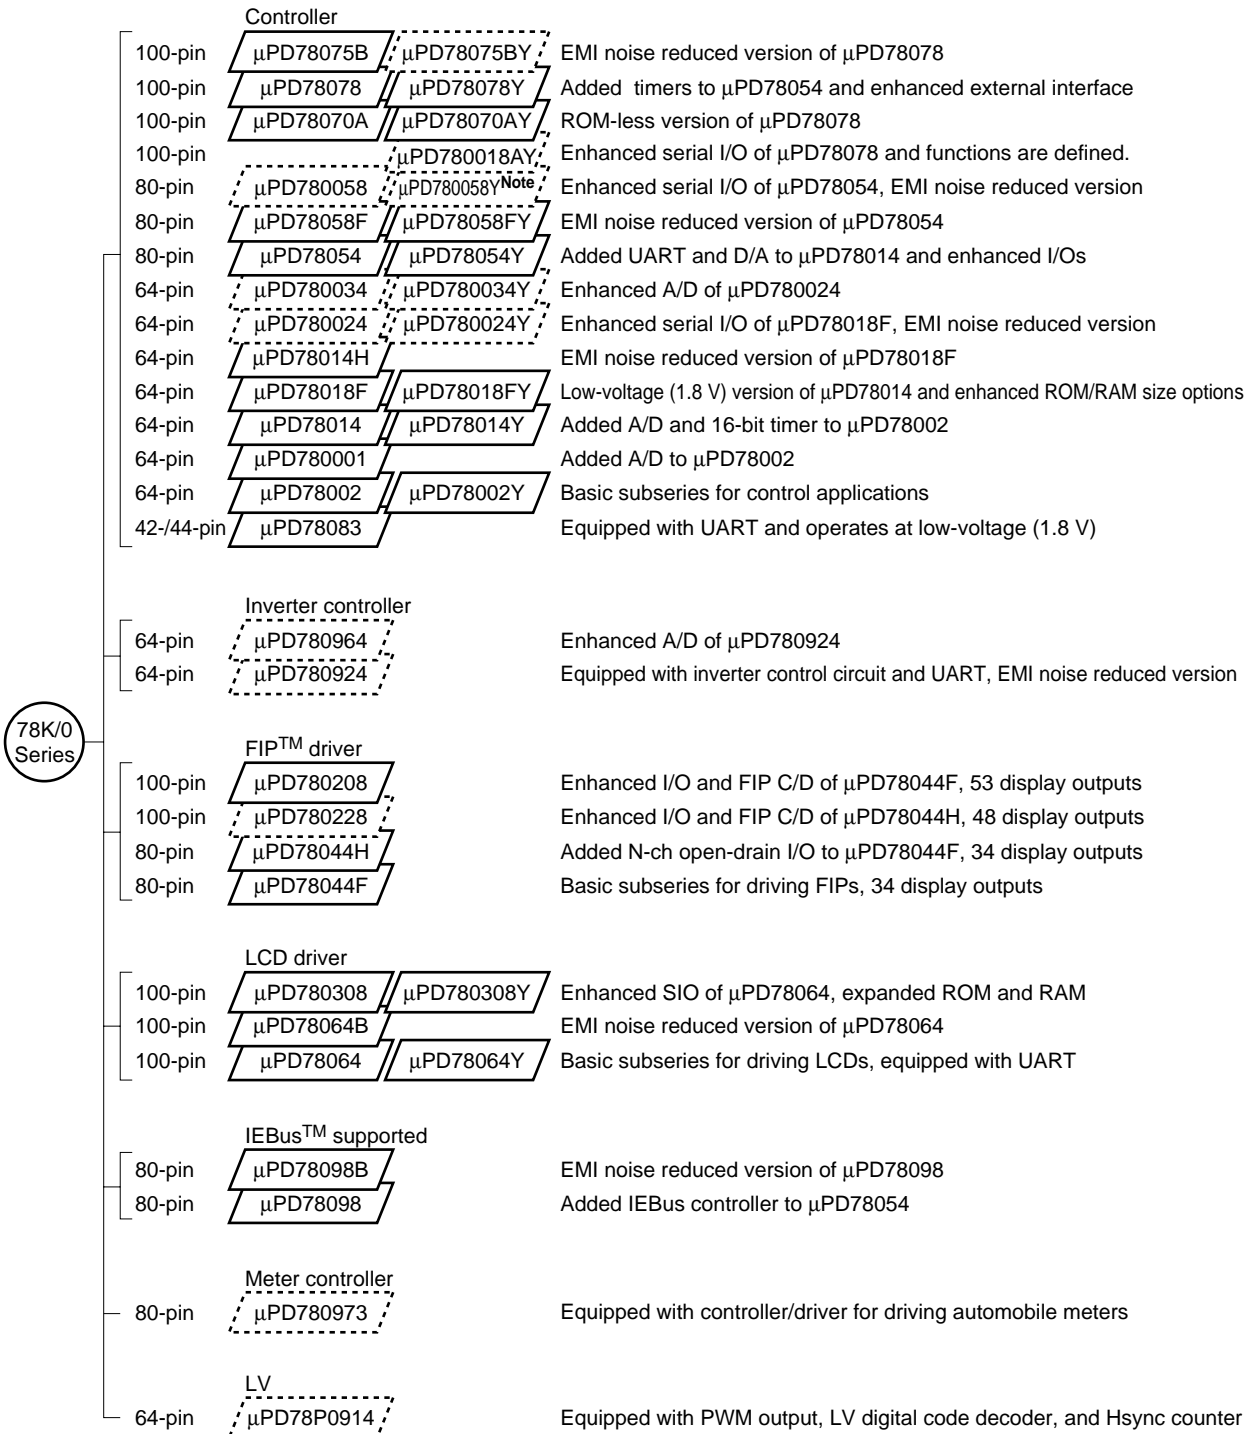 Controller
100-pin μPD78075B μPD78075BY EMI noise reduced version of μPD78078
100-pin μPD78078 μPD78078Y Added timers to μPD78054 and enhanced external interface
100-pin μPD78070A μPD78070AY ROM-less version of μPD78078
100-pin μPD780018AY Enhanced serial I/O of μPD78078 and functions are defined.
80-pin μPD780058 μPD780058YNote Enhanced serial I/O of μPD78054, EMI noise reduced version
80-pin μPD78058F μPD78058FY EMI noise reduced version of μPD78054
80-pin μPD78054 μPD78054Y Added UART and D/A to μPD78014 and enhanced I/Os
64-pin μPD780034 μPD780034Y Enhanced A/D of μPD780024
64-pin μPD780024 μPD780024Y Enhanced serial I/O of μPD78018F, EMI noise reduced version
64-pin μPD78014H EMI noise reduced version of μPD78018F
64-pin μPD78018F μPD78018FY Low-voltage (1.8 V) version of μPD78014 and enhanced ROM/RAM size options
64-pin μPD78014 μPD78014Y Added A/D and 16-bit timer to μPD78002
64-pin μPD780001 Added A/D to μPD78002
64-pin μPD78002 μPD78002Y Basic subseries for control applications
42-/44-pin μPD78083 Equipped with UART and operates at low-voltage (1.8 V)
Inverter controller
64-pin μPD780964 Enhanced A/D of μPD780924
64-pin μPD780924 Equipped with inverter control circuit and UART, EMI noise reduced version
78K/0
Series
FIPTM driver
100-pin μPD780208 Enhanced I/O and FIP C/D of μPD78044F, 53 display outputs
100-pin μPD780228 Enhanced I/O and FIP C/D of μPD78044H, 48 display outputs
80-pin μPD78044H Added N-ch open-drain I/O to μPD78044F, 34 display outputs
80-pin μPD78044F Basic subseries for driving FIPs, 34 display outputs
LCD driver
100-pin μPD780308 μPD780308Y Enhanced SIO of μPD78064, expanded ROM and RAM
100-pin μPD78064B EMI noise reduced version of μPD78064
100-pin μPD78064 μPD78064Y Basic subseries for driving LCDs, equipped with UART
IEBusTM supported
80-pin μPD78098B EMI noise reduced version of μPD78098
80-pin μPD78098 Added IEBus controller to μPD78054
Meter controller
80-pin μPD780973 Equipped with controller/driver for driving automobile meters
LV
64-pin μPD78P0914 Equipped with PWM output, LV digital code decoder, and Hsync counter